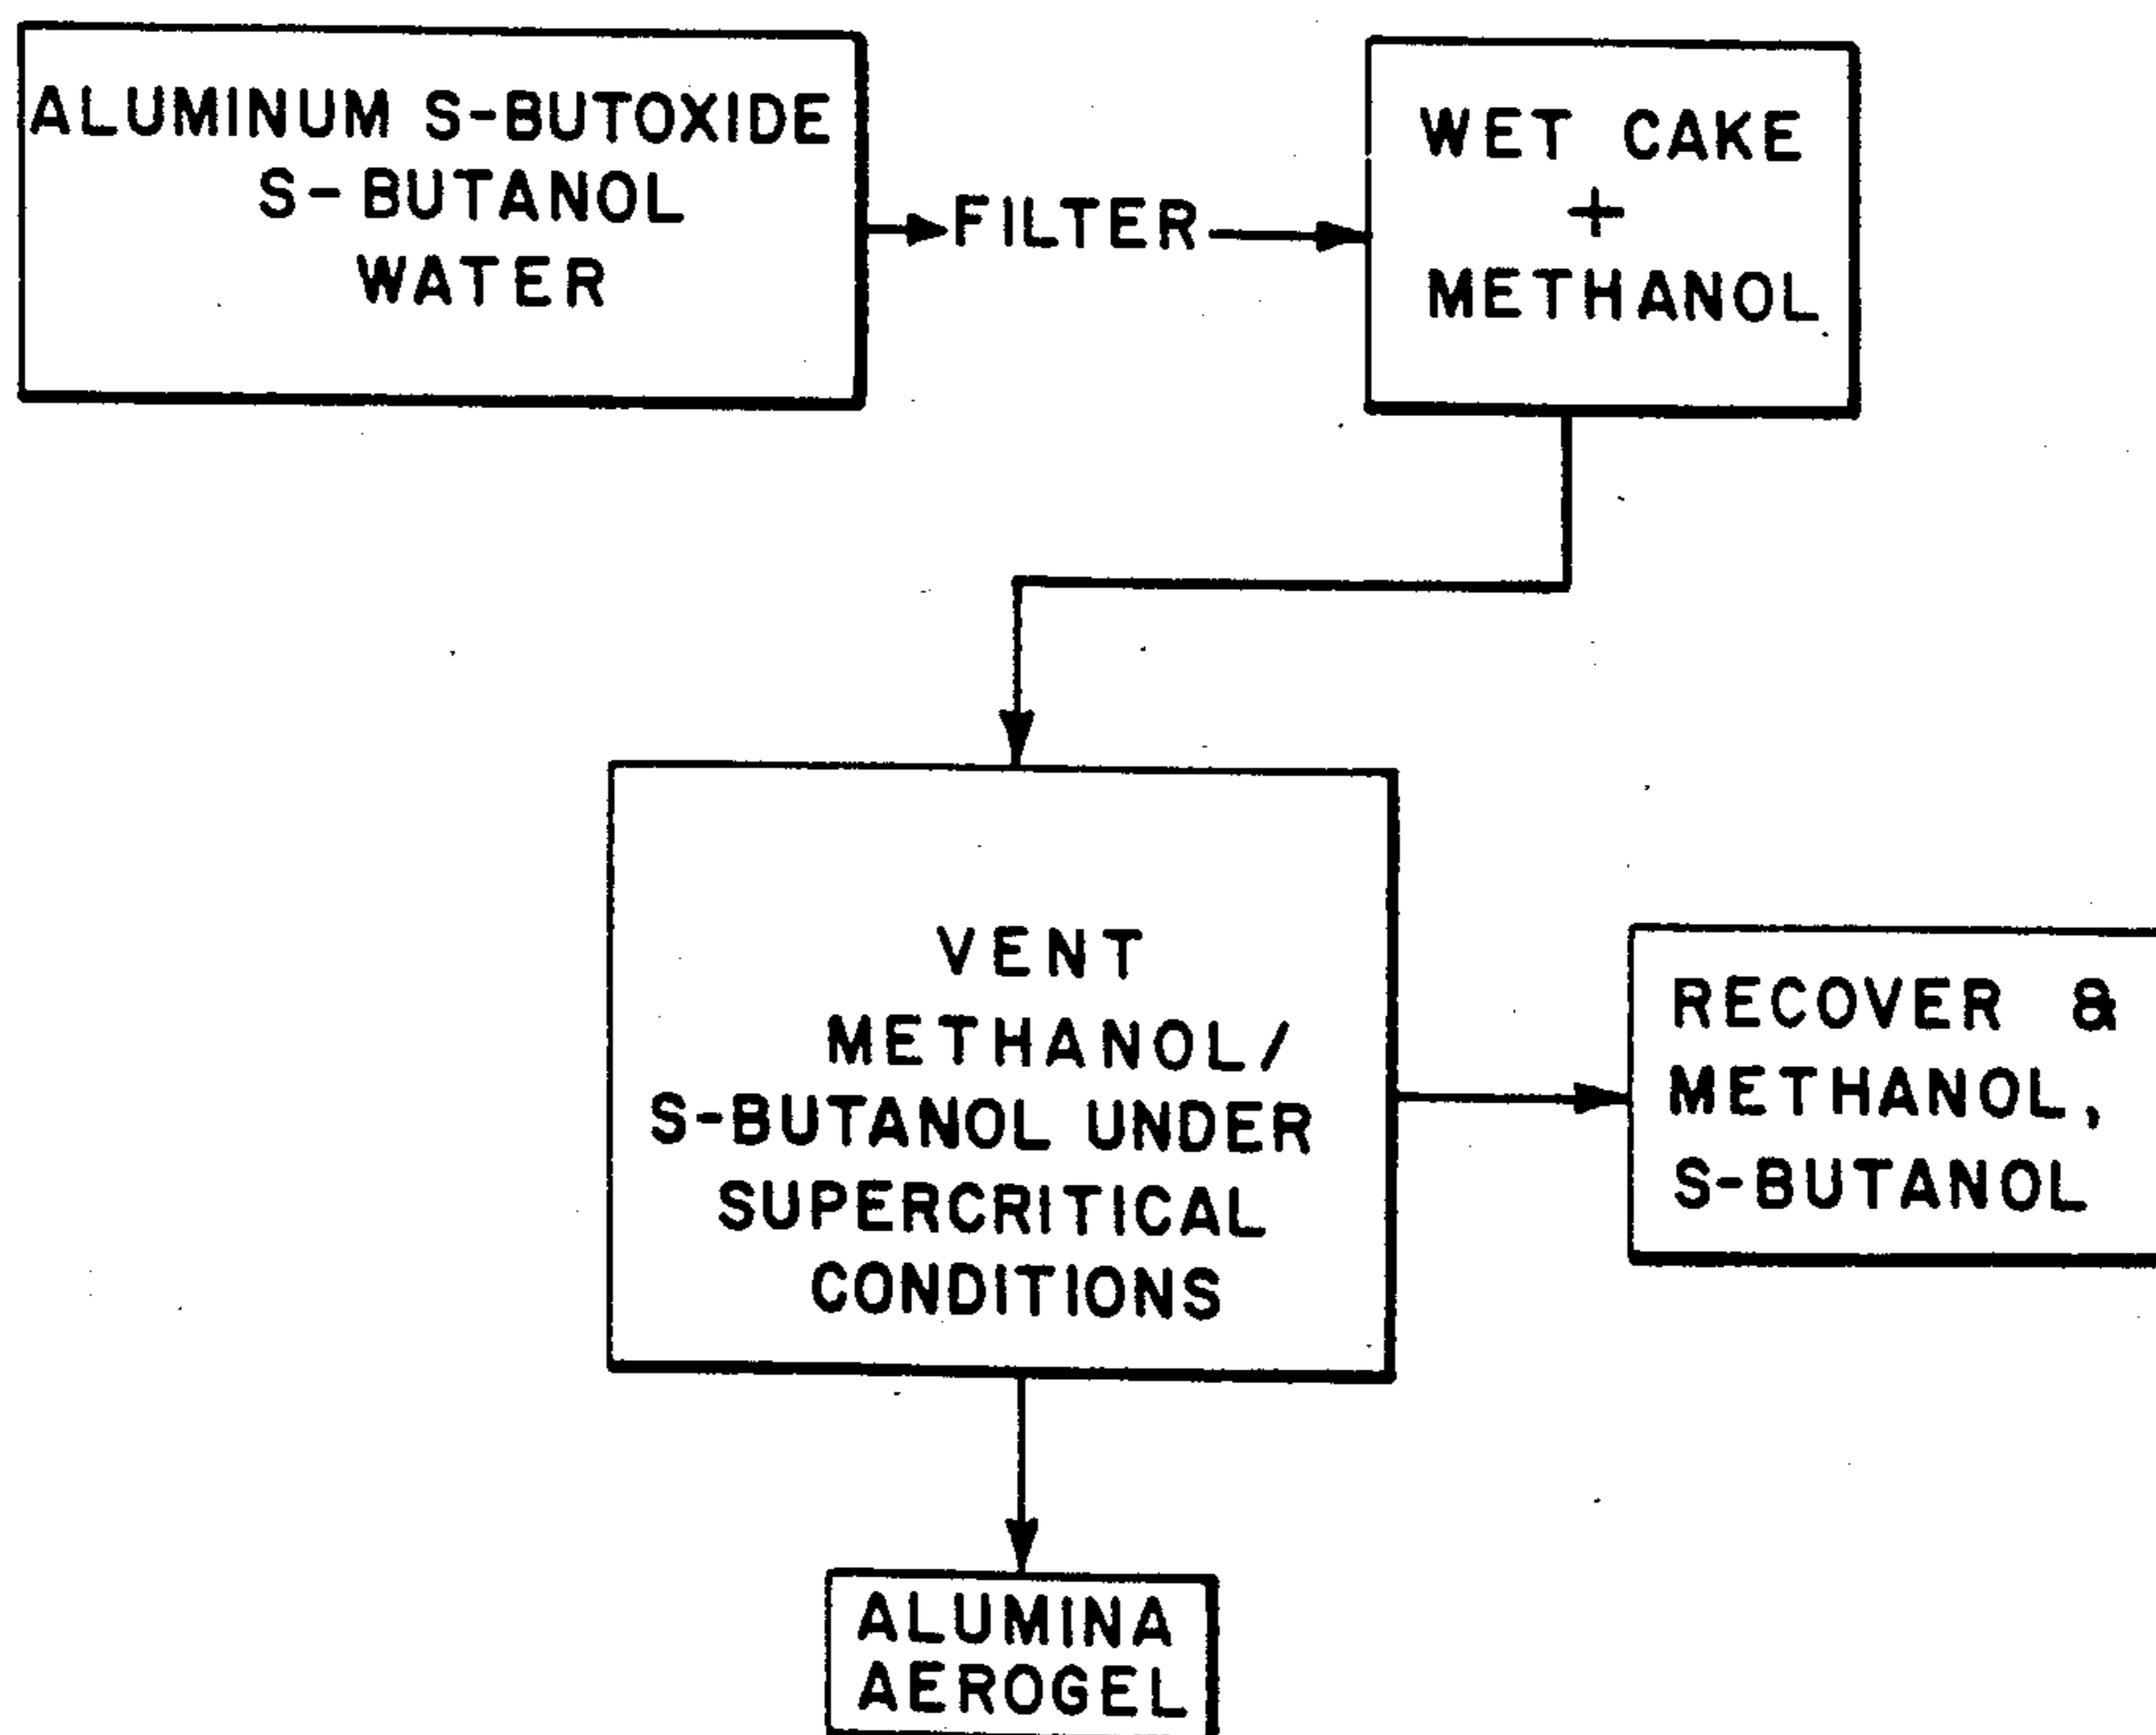 ALUMINUM S-BUTOXIDE
S-BUTANOL
WATER
FILTER
WET CAKE
+
METHANOL
VENT
METHANOL/
S-BUTANOL UNDER
SUPERCRITICAL
CONDITIONS
RECOVER &
METHANOL,
S-BUTANOL
ALUMINA
AEROGEL